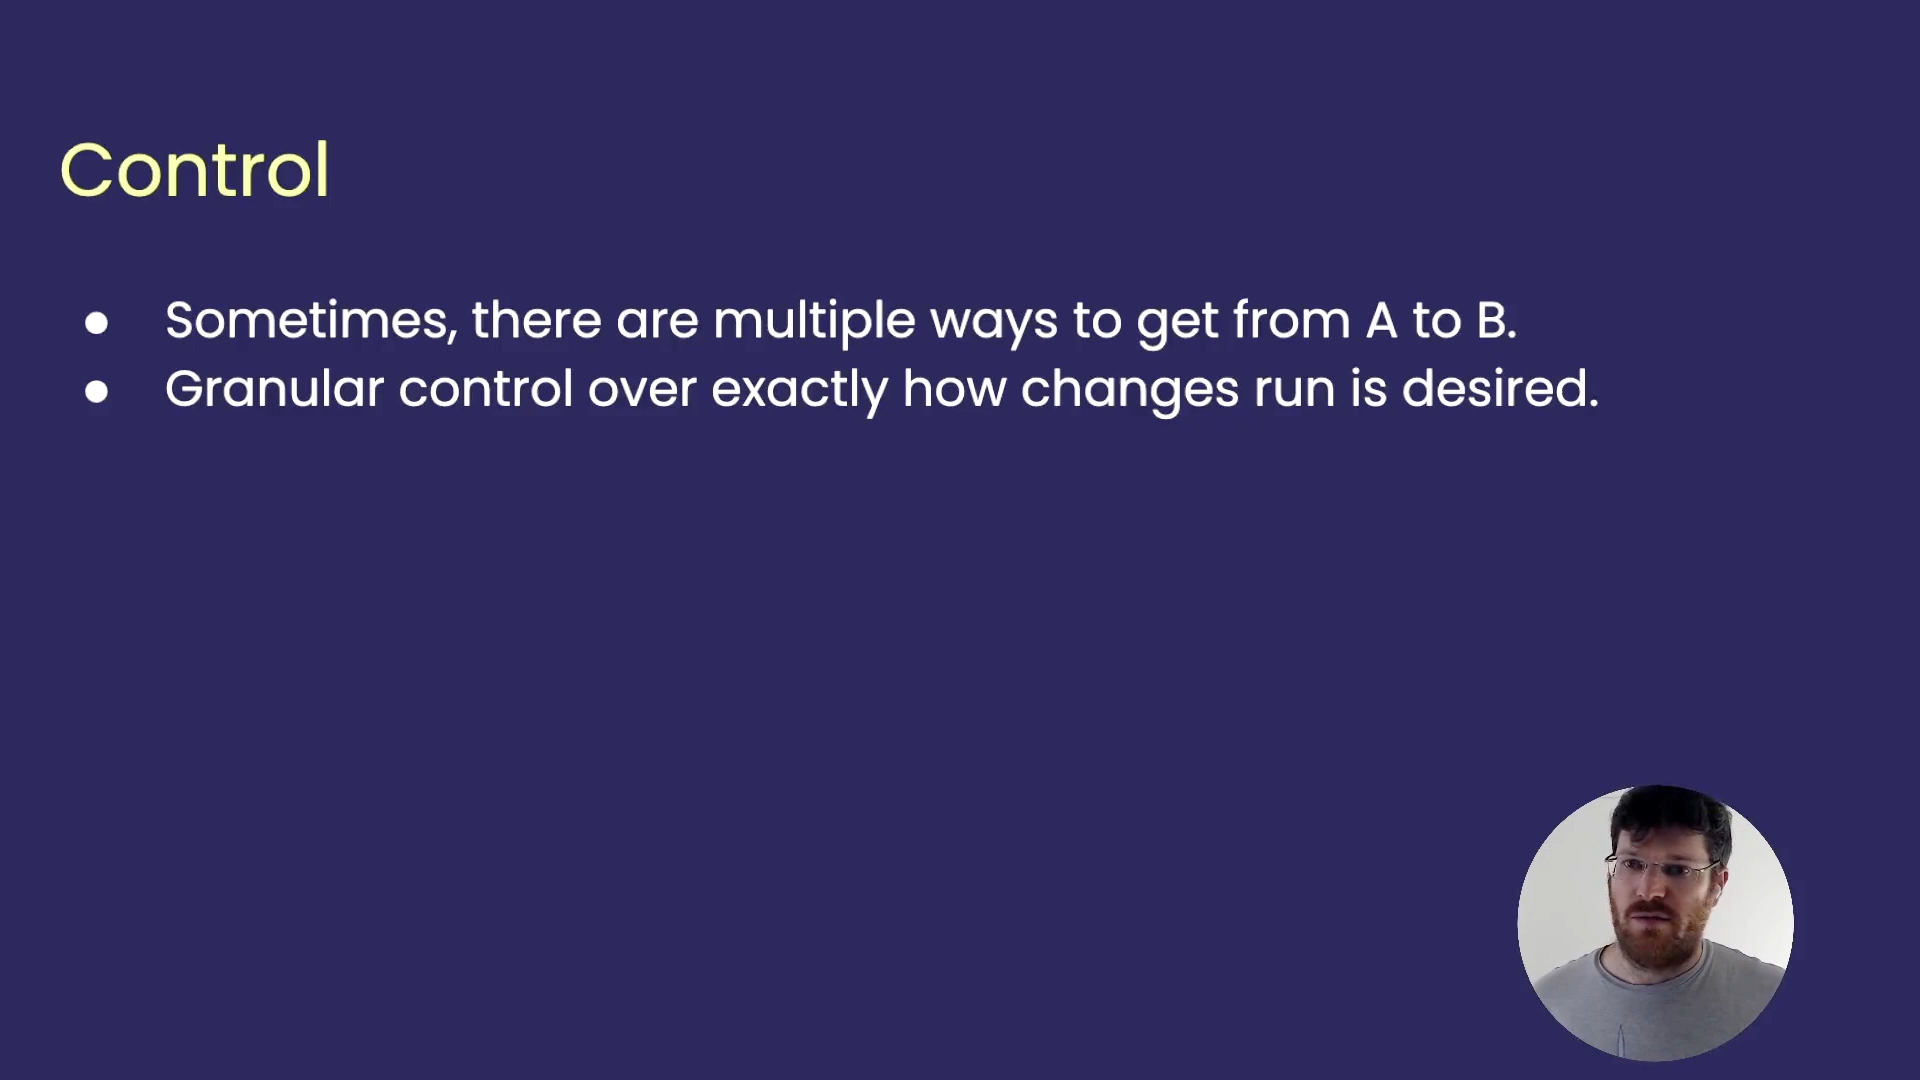 Control
● Sometimes, there are multiple ways to get from A to B.
● Granular control over exactly how changes run is desired.